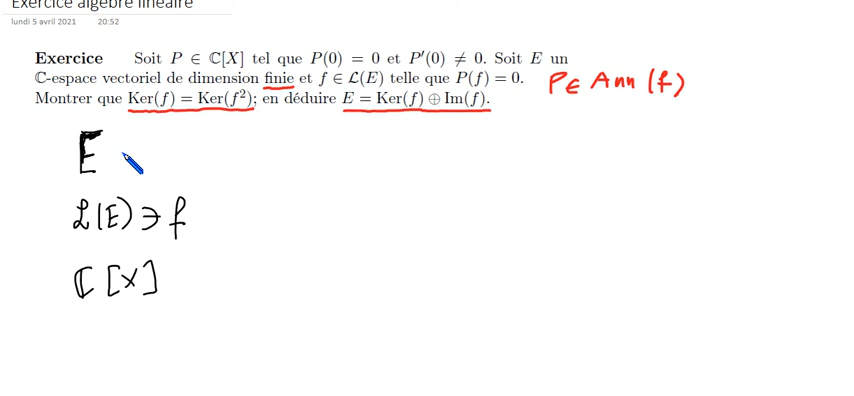 Exercice algèbre linéaire
lundi 5 avril 2021 20:52
Exercice Soit P ∈ ℂ[X] tel que P(0) = 0 et P′(0) ≠ 0. Soit E un
ℂ-espace vectoriel de dimension finie et f ∈ ℒ(E) telle que P(f) = 0.
Montrer que Ker(f) = Ker(f²); en déduire E = Ker(f) ⊕ Im(f).
P ∈ Ann (f)
E
ℒ(E) ∋ f
ℂ [X]